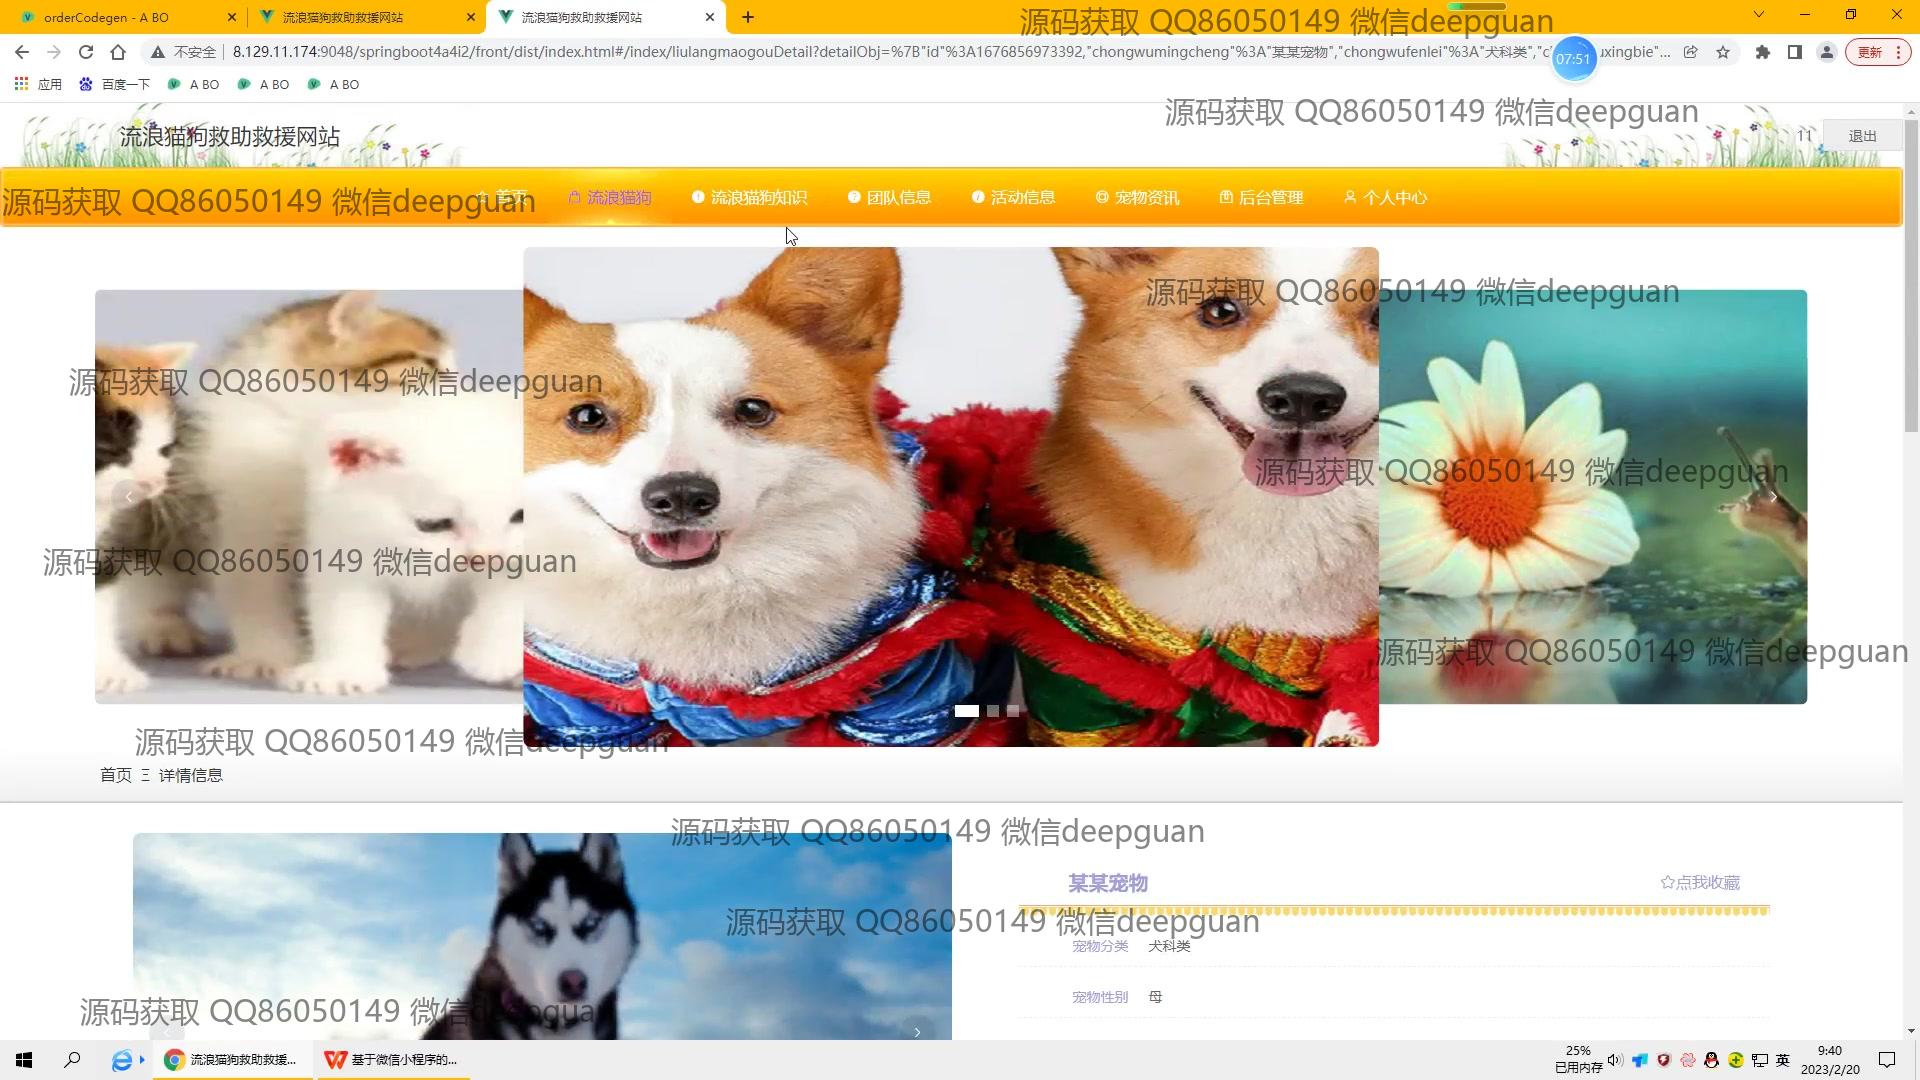 orderCodegen - A BO
流浪猫狗救助救援网站
流浪猫狗救助救援网站
源码获取 QQ86050149 微信deepguan
不安全
8.129.11.174:9048/springboot4a4i2/front/dist/index.html#/index/liulangmaogouDetail?detailObj=%7B"id"%3A1676856973392,"chongwumingcheng"%3A"某某宠物","chongwufenlei"%3A"犬科类","c
uxingbie"...
07:51
更新
应用
百度一下
A BO
A BO
A BO
源码获取 QQ86050149 微信deepguan
流浪猫狗救助救援网站
11
退出
源码获取 QQ86050149 微信deepguan
首页
流浪猫狗
流浪猫狗知识
团队信息
活动信息
宠物资讯
后台管理
个人中心
源码获取 QQ86050149 微信deepguan
源码获取 QQ86050149 微信deepguan
源码获取 QQ86050149 微信deepguan
源码获取 QQ86050149 微信deepguan
源码获取 QQ86050149 微信deepguan
源码获取 QQ86050149 微信deepguan
首页 Ξ 详情信息
源码获取 QQ86050149 微信deepguan
某某宠物
☆点我收藏
源码获取 QQ86050149 微信deepguan
宠物分类 犬科类
宠物性别 母
源码获取 QQ86050149 微信deepguan
流浪猫狗救助救援...
基于微信小程序的...
25%
已用内存
英
9:40
2023/2/20